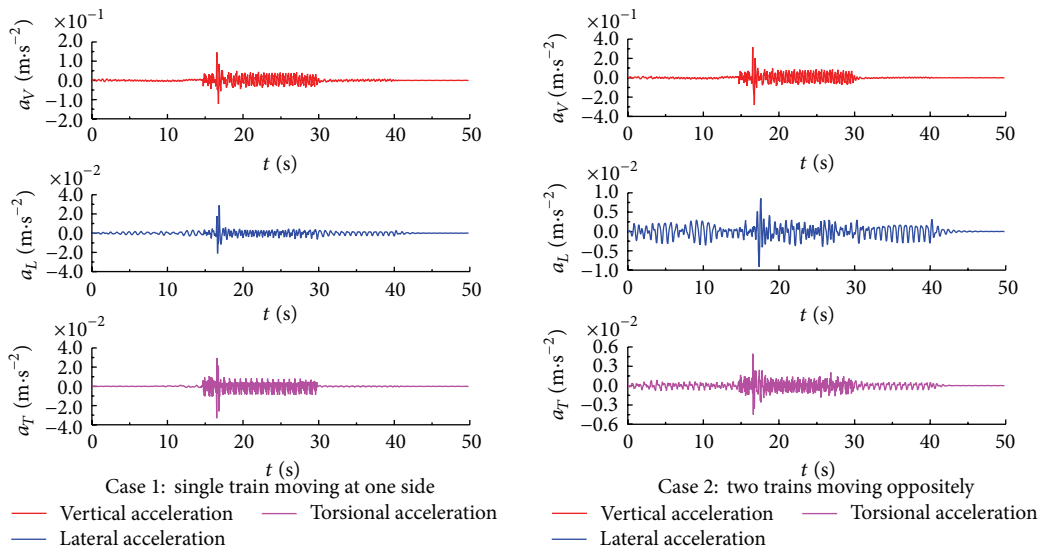 ×10⁻¹
2.0
1.0
0.0
−1.0
−2.0
a_V (m·s⁻²)
0 10 20 30 40 50
t (s)
×10⁻²
4.0
2.0
0.0
−2.0
−4.0
a_L (m·s⁻²)
0 10 20 30 40 50
t (s)
×10⁻²
4.0
2.0
0.0
−2.0
−4.0
a_T (m·s⁻²)
0 10 20 30 40 50
t (s)
Case 1: single train moving at one side
Vertical acceleration
Torsional acceleration
Lateral acceleration
×10⁻¹
4.0
2.0
0.0
−2.0
−4.0
a_V (m·s⁻²)
0 10 20 30 40 50
t (s)
×10⁻²
1.0
0.5
0.0
−0.5
−1.0
a_L (m·s⁻²)
0 10 20 30 40 50
t (s)
×10⁻²
0.6
0.3
0.0
−0.3
−0.6
a_T (m·s⁻²)
0 10 20 30 40 50
t (s)
Case 2: two trains moving oppositely
Vertical acceleration
Torsional acceleration
Lateral acceleration